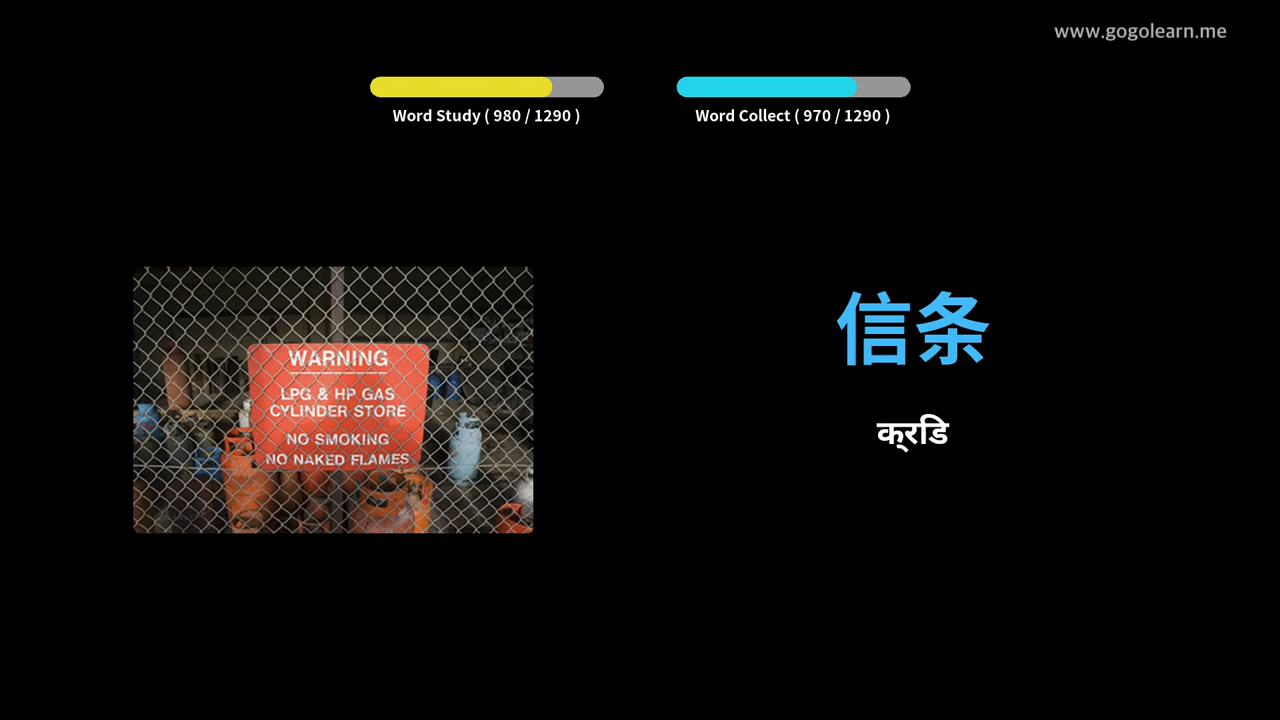 www.gogolearn.me
Word Study ( 980 / 1290 )
Word Collect ( 970 / 1290 )
WARNING
LPG & HP GAS
CYLINDER STORE
NO SMOKING
NO NAKED FLAMES
信条
क्रडि